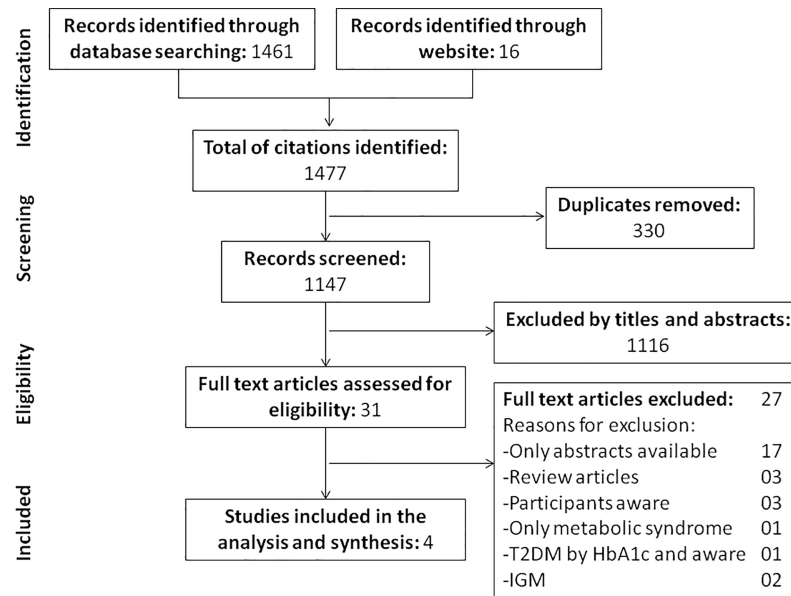 Identification
Records identified through
database searching: 1461
Records identified through
website: 16
Total of citations identified:
1477
Screening
Duplicates removed:
330
Records screened:
1147
Excluded by titles and abstracts:
1116
Eligibility
Full text articles assessed for
eligibility: 31
Full text articles excluded: 27
Reasons for exclusion:
-Only abstracts available 17
-Review articles 03
-Participants aware 03
-Only metabolic syndrome 01
-T2DM by HbA1c and aware 01
-IGM 02
Included
Studies included in the
analysis and synthesis: 4